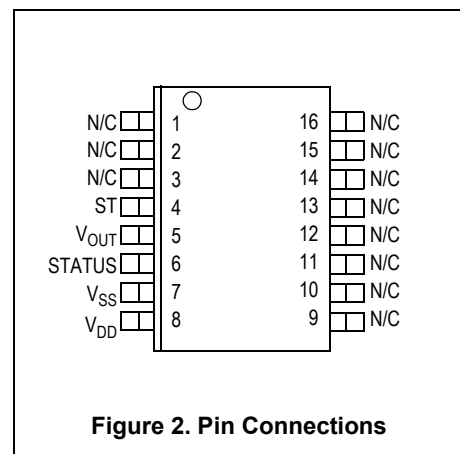 N/C 1 16 N/C
N/C 2 15 N/C
N/C 3 14 N/C
ST 4 13 N/C
VOUT 5 12 N/C
STATUS 6 11 N/C
VSS 7 10 N/C
VDD 8 9 N/C
Figure 2. Pin Connections